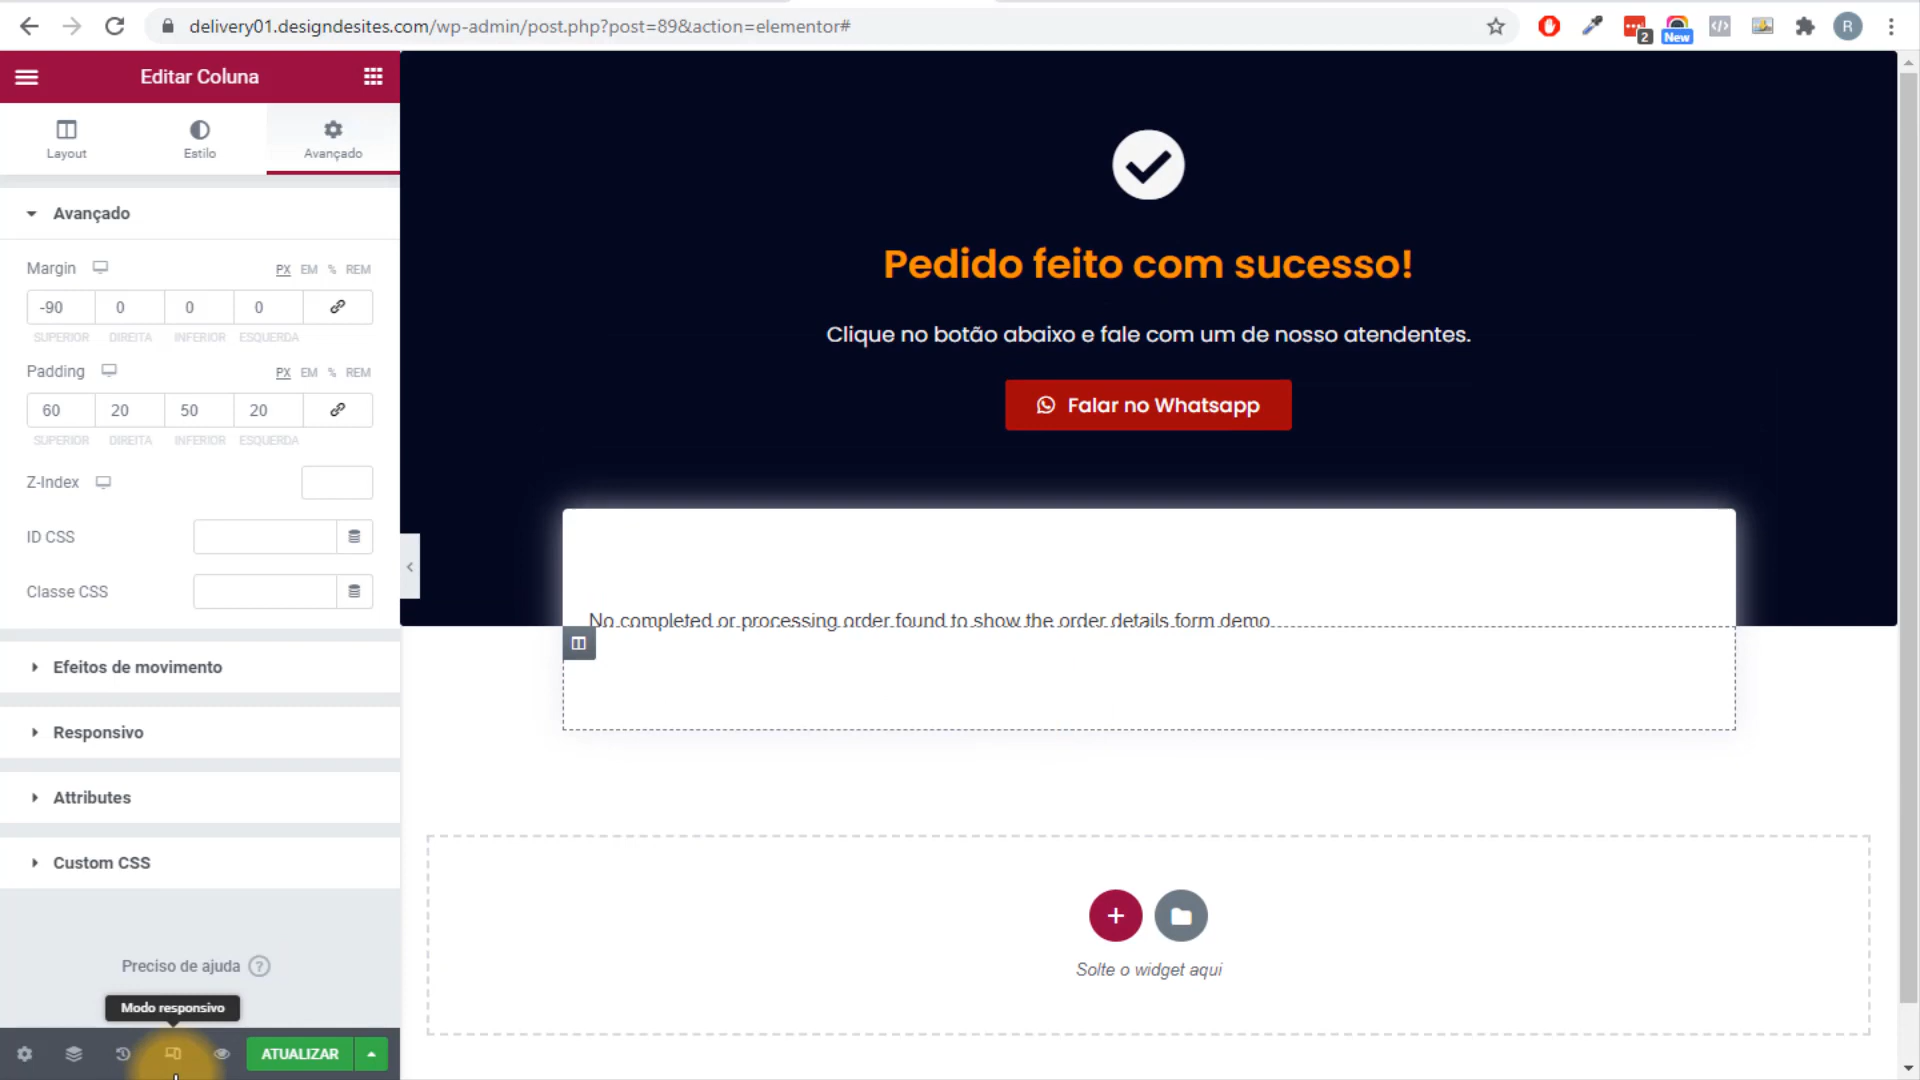 delivery01.designdesites.com/wp-admin/post.php?post=89&action=elementor#
2
New
R
Editar Coluna
Layout
Estilo
Avançado
Avançado
Margin
PX EM % REM
-90 0 0 0
SUPERIOR DIREITA INFERIOR ESQUERDA
Padding
PX EM % REM
60 20 50 20
SUPERIOR DIREITA INFERIOR ESQUERDA
Z-Index
ID CSS
Classe CSS
Efeitos de movimento
Responsivo
Attributes
Custom CSS
Preciso de ajuda ?
Modo responsivo
ATUALIZAR
Pedido feito com sucesso!
Clique no botão abaixo e fale com um de nosso atendentes.
Falar no Whatsapp
No completed or processing order found to show the order details form demo
Solte o widget aqui